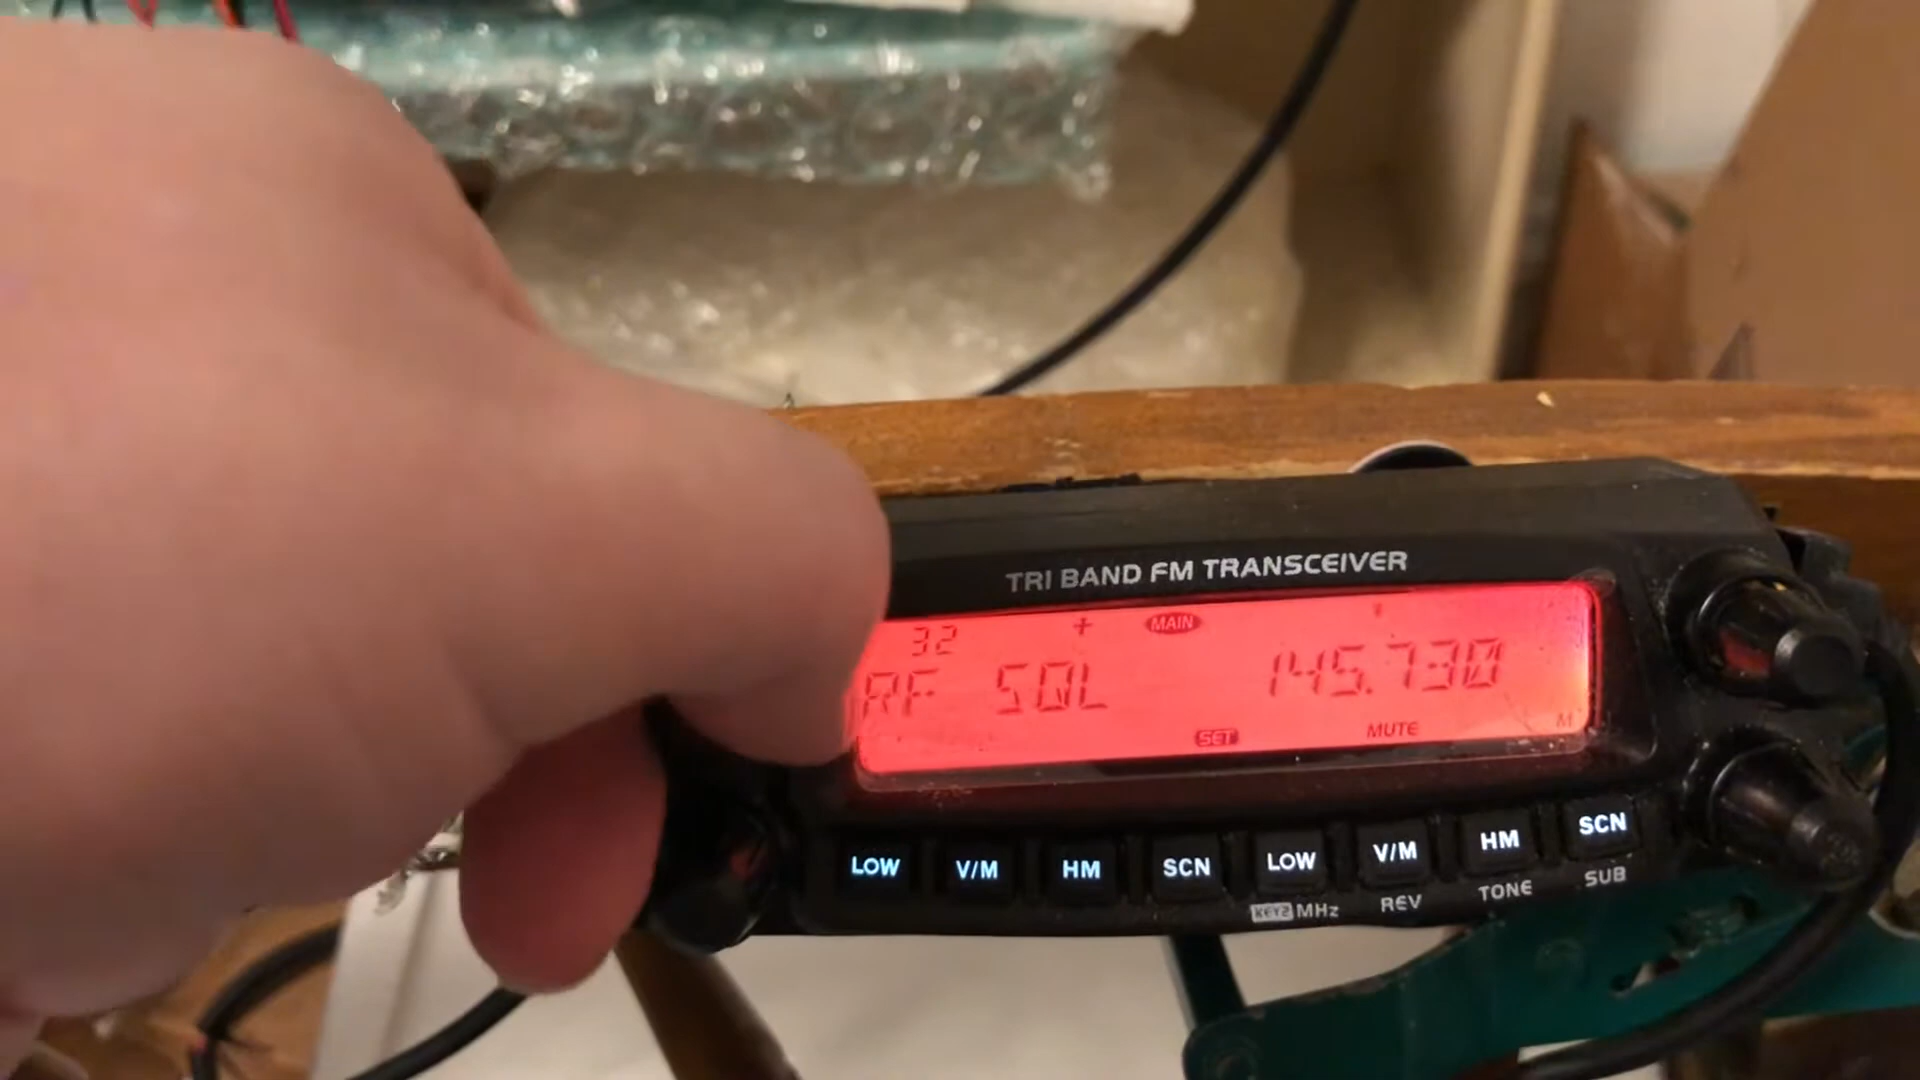 TRI BAND FM TRANSCEIVER
32 + MAIN
RF SQL 145.730
SET MUTE M
LOW V/M HM SCN LOW V/M HM SCN
KEY2 MHz REV TONE SUB